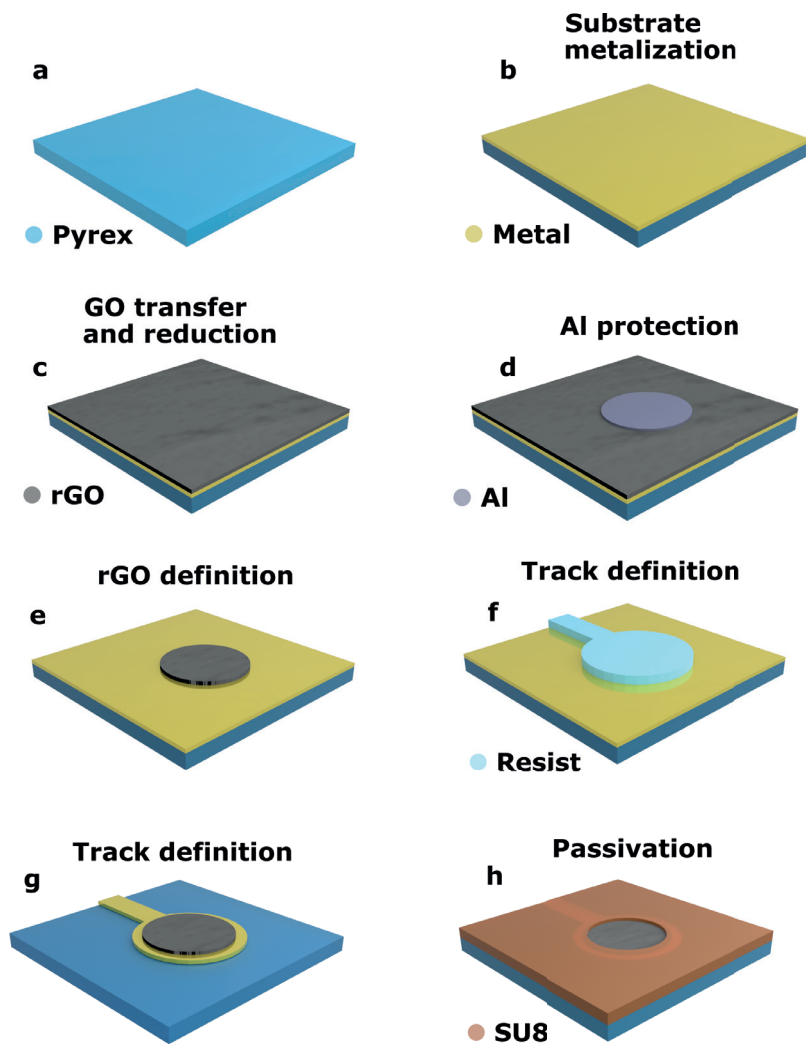 a
Substrate
metalization
b
Pyrex
Metal
GO transfer
and reduction
c
Al protection
d
rGO
Al
rGO definition
e
Track definition
f
Resist
Track definition
g
Passivation
h
SU8